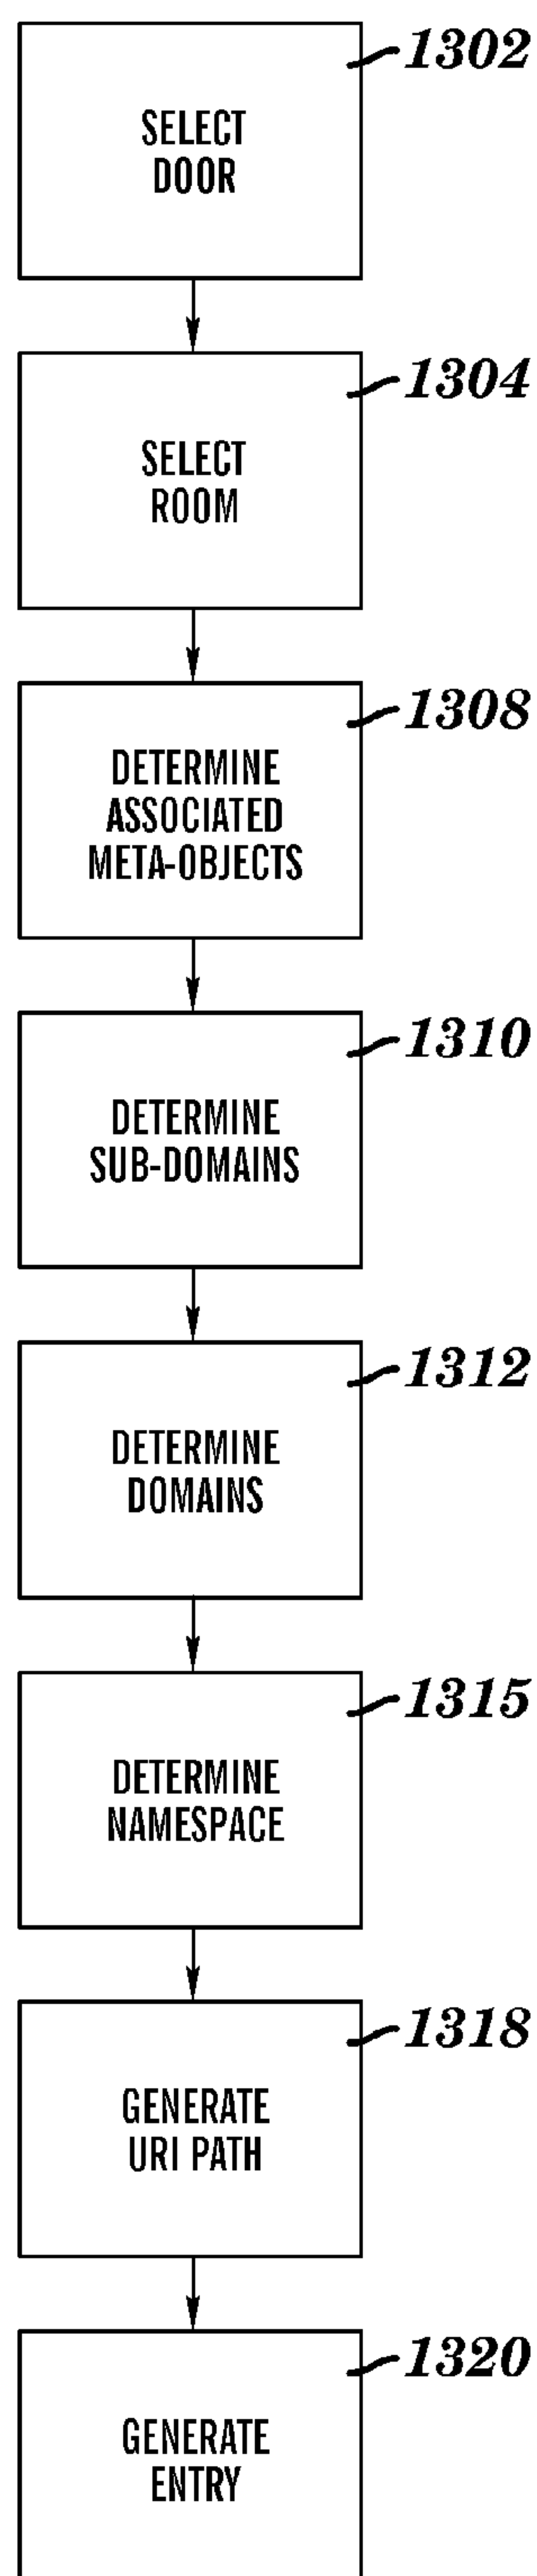 1302
SELECT
DOOR
1304
SELECT
ROOM
1308
DETERMINE
ASSOCIATED
META-OBJECTS
1310
DETERMINE
SUB-DOMAINS
1312
DETERMINE
DOMAINS
1315
DETERMINE
NAMESPACE
1318
GENERATE
URI PATH
1320
GENERATE
ENTRY